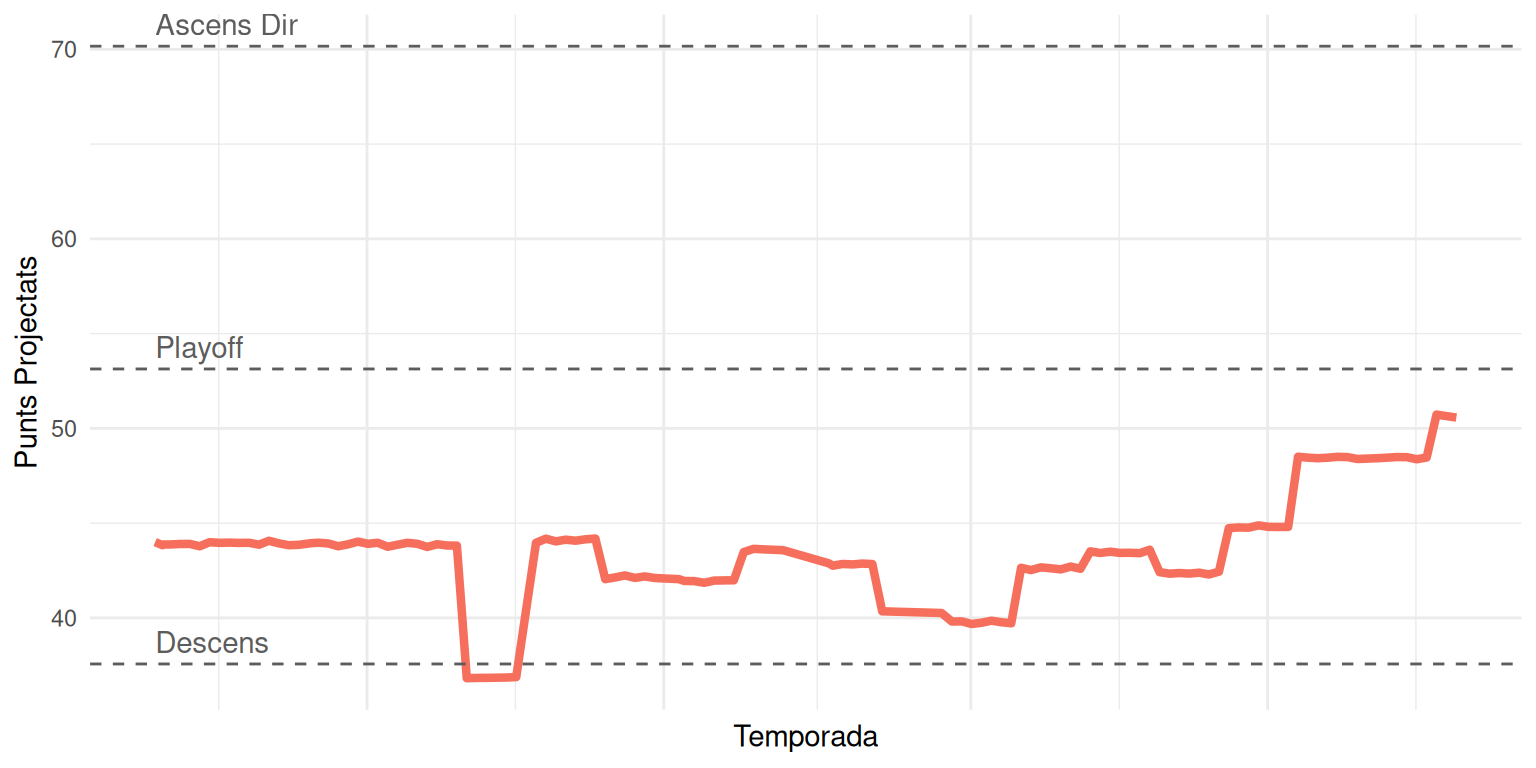 Ascens Dir
70
60
Playoff
50
40
Descens
Punts Projectats
Temporada